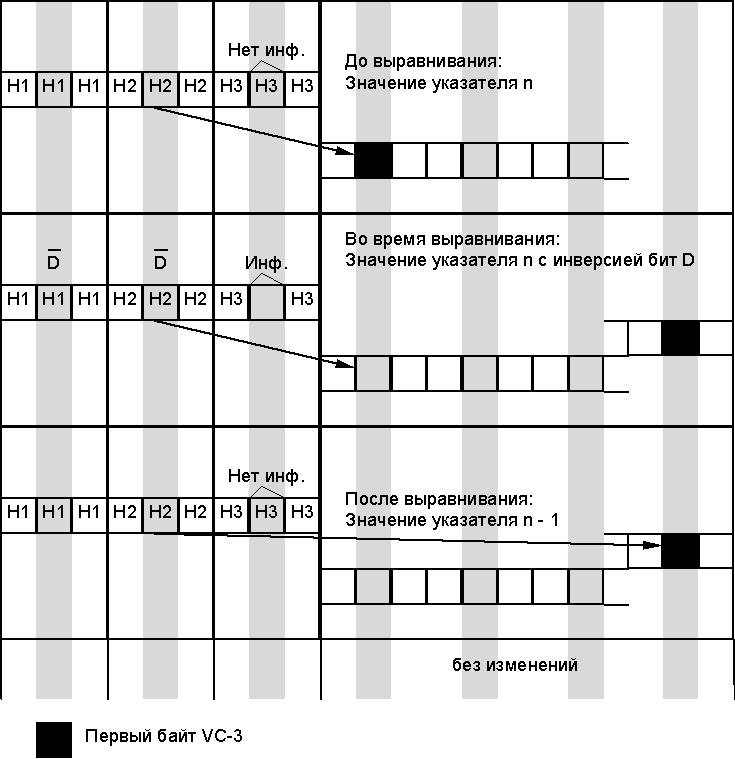 Нет инф.
До выравнивания:
Значение указателя n
H1 H1 H1 H2 H2 H2 H3 H3 H3
D D Инф.
Во время выравнивания:
Значение указателя n с инверсией бит D
H1 H1 H1 H2 H2 H2 H3 H3
Нет инф.
После выравнивания:
Значение указателя n - 1
H1 H1 H1 H2 H2 H2 H3 H3 H3
без изменений
Первый байт VC-3